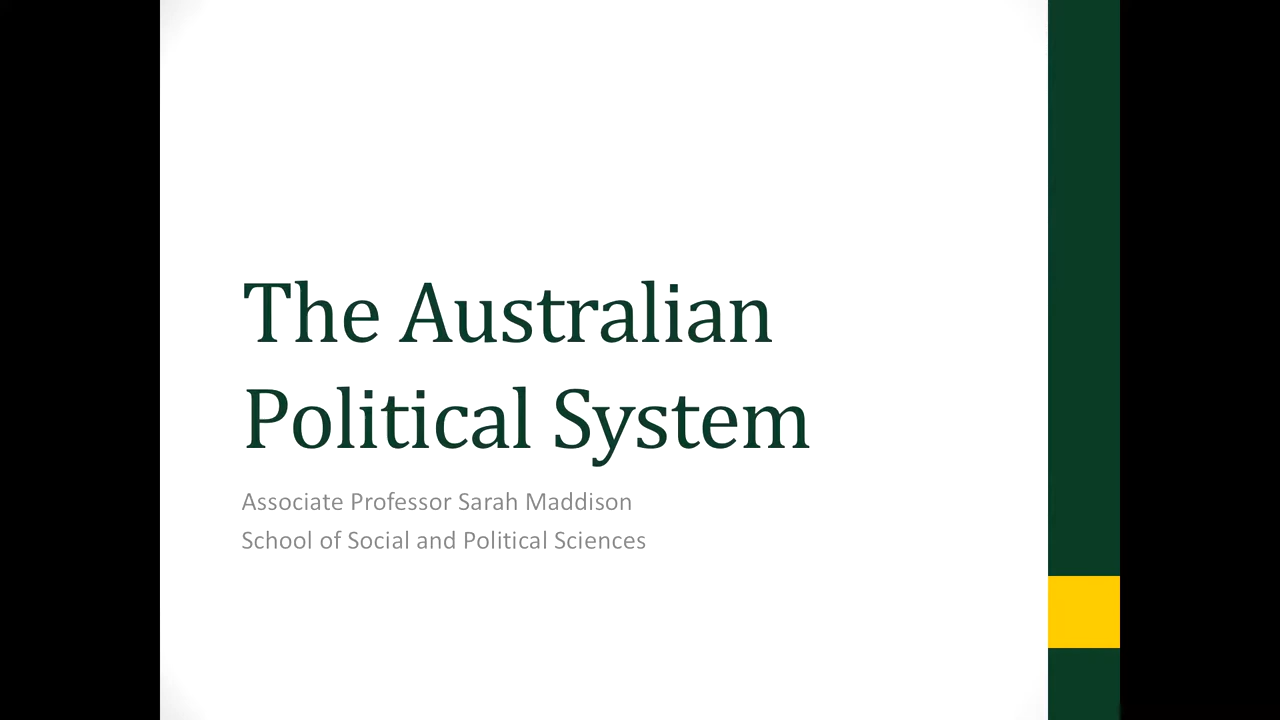 The Australian
Political System
Associate Professor Sarah Maddison
School of Social and Political Sciences